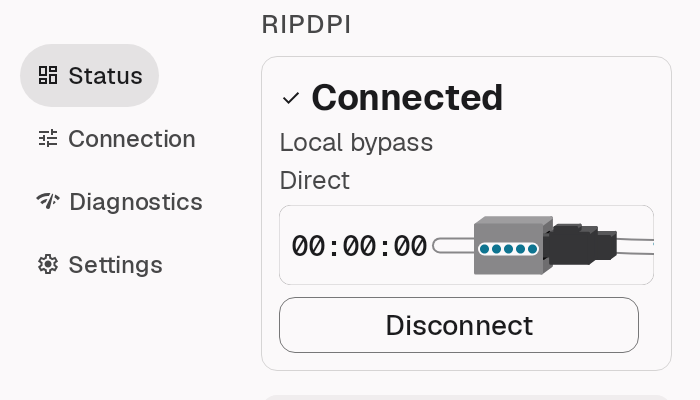 RIPDPI
Status
Connection
Diagnostics
Settings
Connected
Local bypass
Direct
00:00:00
Disconnect